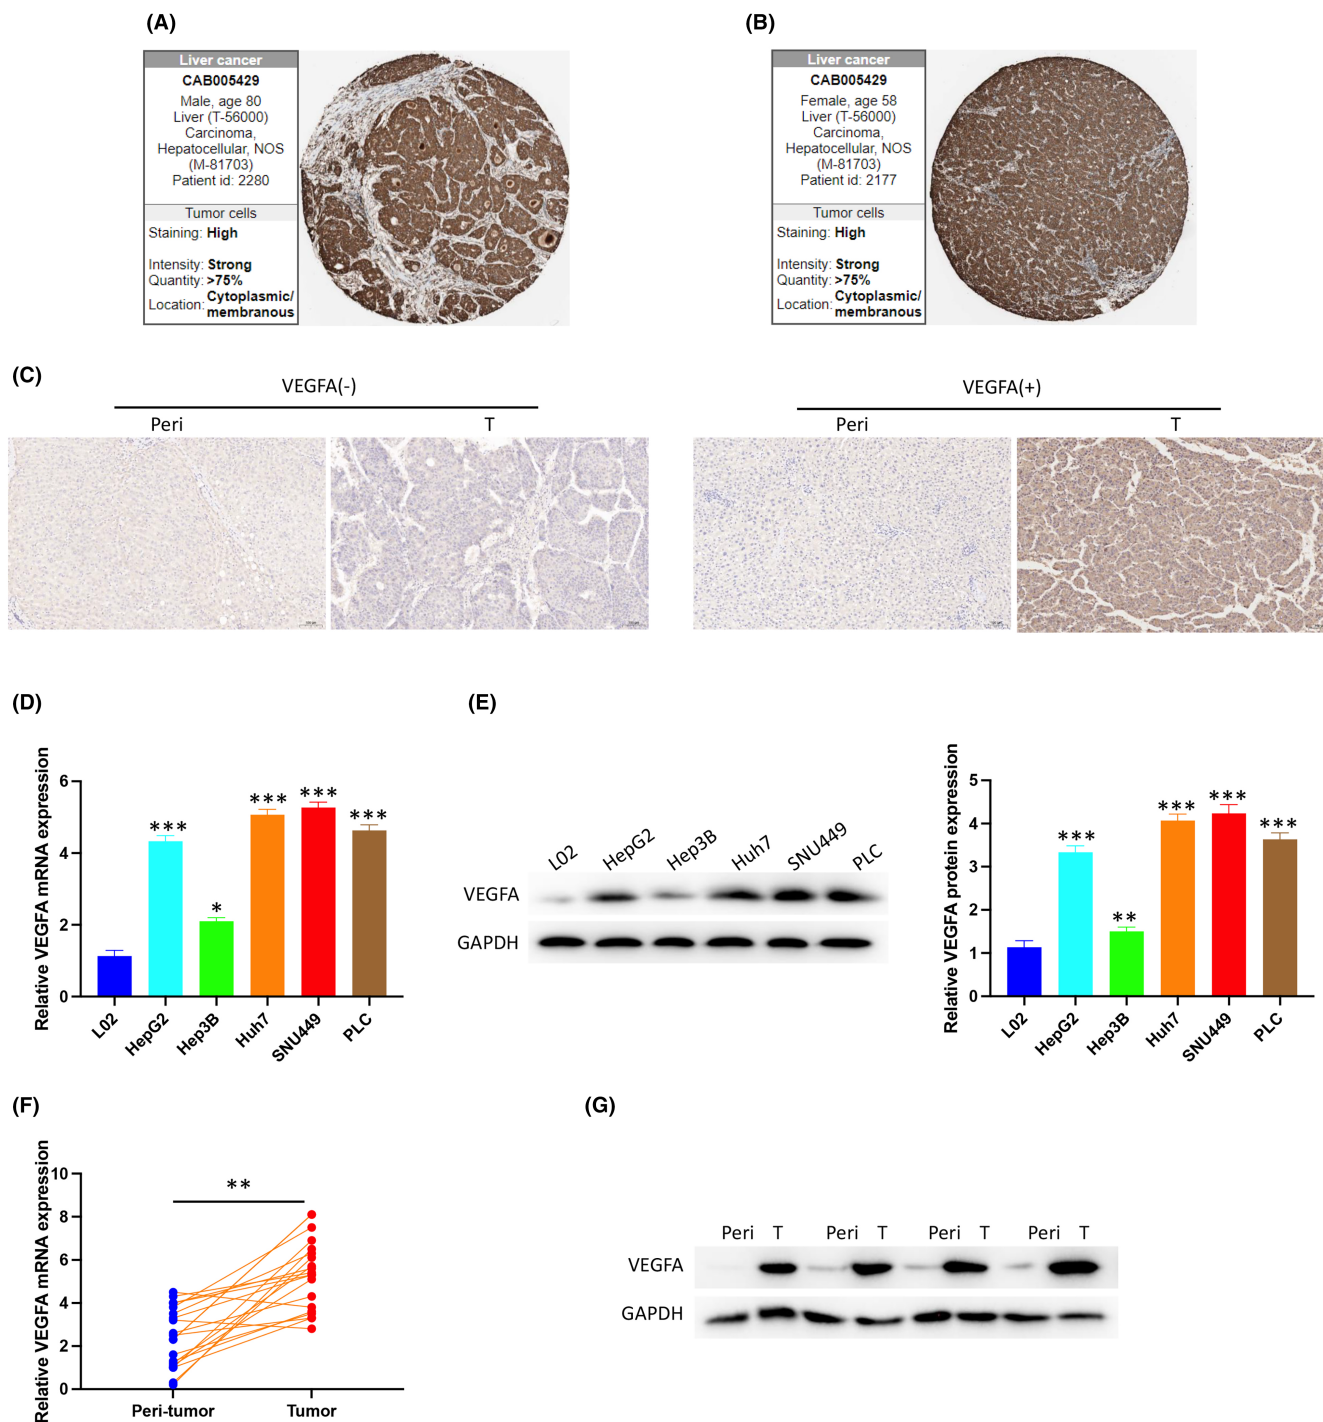 (A)
Liver cancer
CAB005429
Male, age 80
Liver (T-56000)
Carcinoma,
Hepatocellular, NOS
(M-81703)
Patient id: 2280
Tumor cells
Staining: High
Intensity: Strong
Quantity: >75%
Location: Cytoplasmic/
membranous
(B)
Liver cancer
CAB005429
Female, age 58
Liver (T-56000)
Carcinoma,
Hepatocellular, NOS
(M-81703)
Patient id: 2177
Tumor cells
Staining: High
Intensity: Strong
Quantity: >75%
Location: Cytoplasmic/
membranous
(C)
VEGFA(-)
Peri T
VEGFA(+)
Peri T
(D)
Relative VEGFA mRNA expression
6
4
2
0
***
*
***
***
***
L02 HepG2 Hep3B Huh7 SNU449 PLC
(E)
L02 HepG2 Hep3B Huh7 SNU449 PLC
VEGFA
GAPDH
Relative VEGFA protein expression
5
4
3
2
1
0
***
**
***
***
***
L02 HepG2 Hep3B Huh7 SNU449 PLC
(F)
Relative VEGFA mRNA expression
10
8
6
4
2
0
**
Peri-tumor Tumor
(G)
Peri T Peri T Peri T Peri T
VEGFA
GAPDH